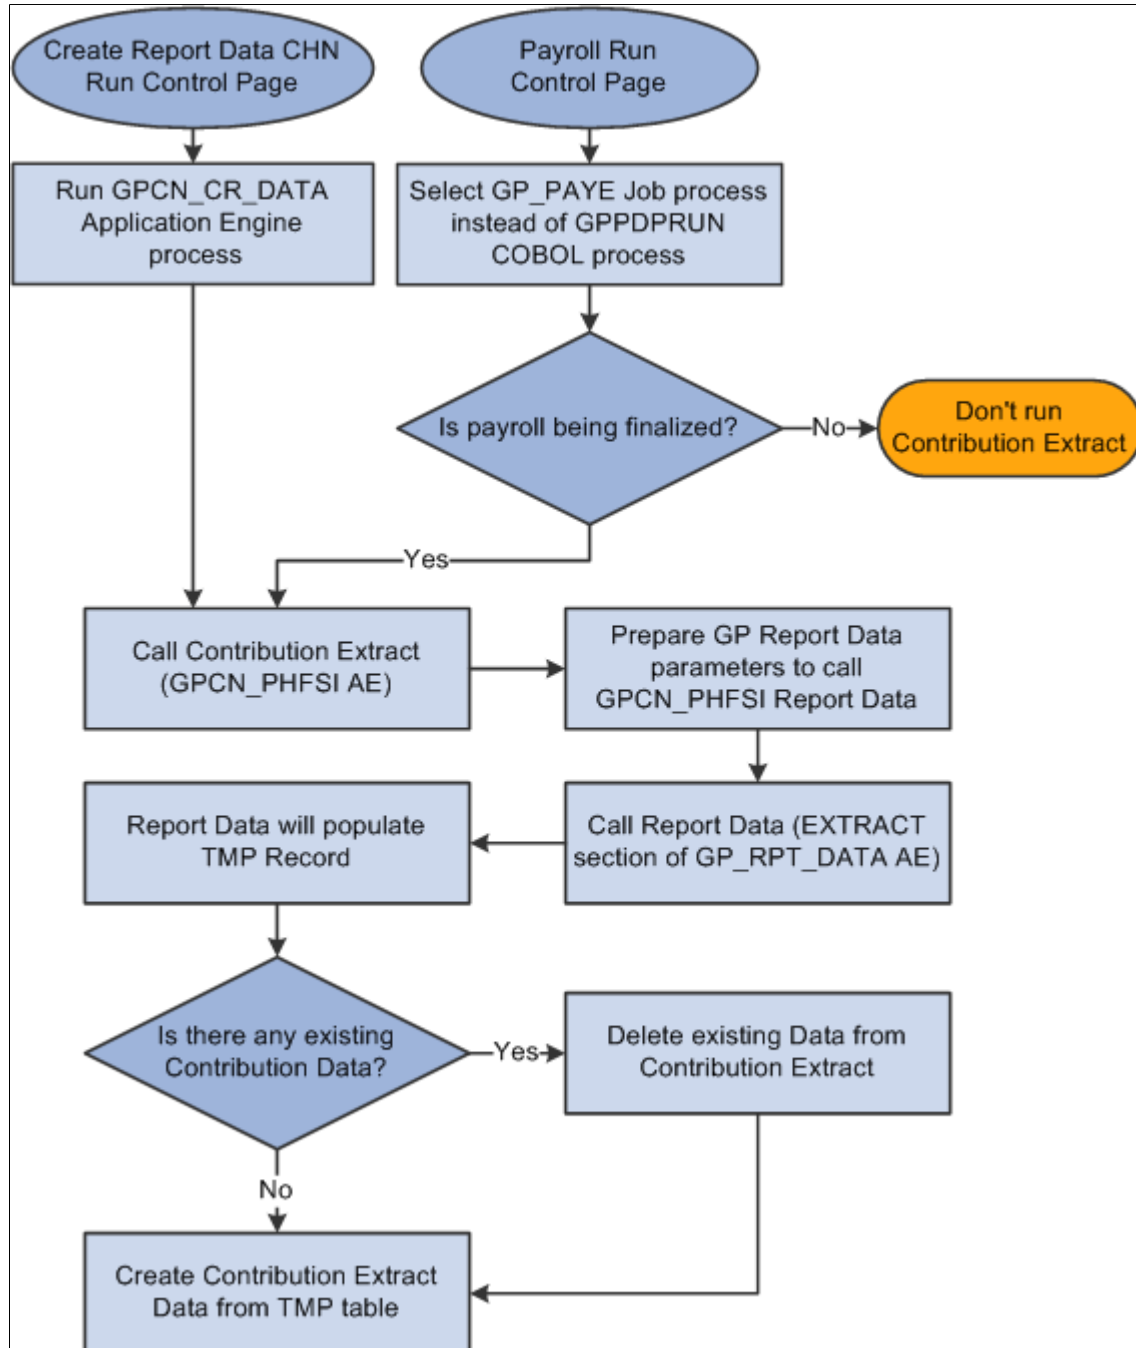 Create Report Data CHN
Run Control Page
Payroll Run
Control Page
Run GPCN_CR_DATA
Application Engine
process
Select GP_PAYE Job process
instead of GPPDPRUN
COBOL process
Is payroll being finalized?
No
Don't run
Contribution Extract
Yes
Call Contribution Extract
(GPCN_PHFSI AE)
Prepare GP Report Data
parameters to call
GPCN_PHFSI Report Data
Report Data will populate
TMP Record
Call Report Data (EXTRACT
section of GP_RPT_DATA AE)
Is there any existing
Contribution Data?
Yes
Delete existing Data from
Contribution Extract
No
Create Contribution Extract
Data from TMP table